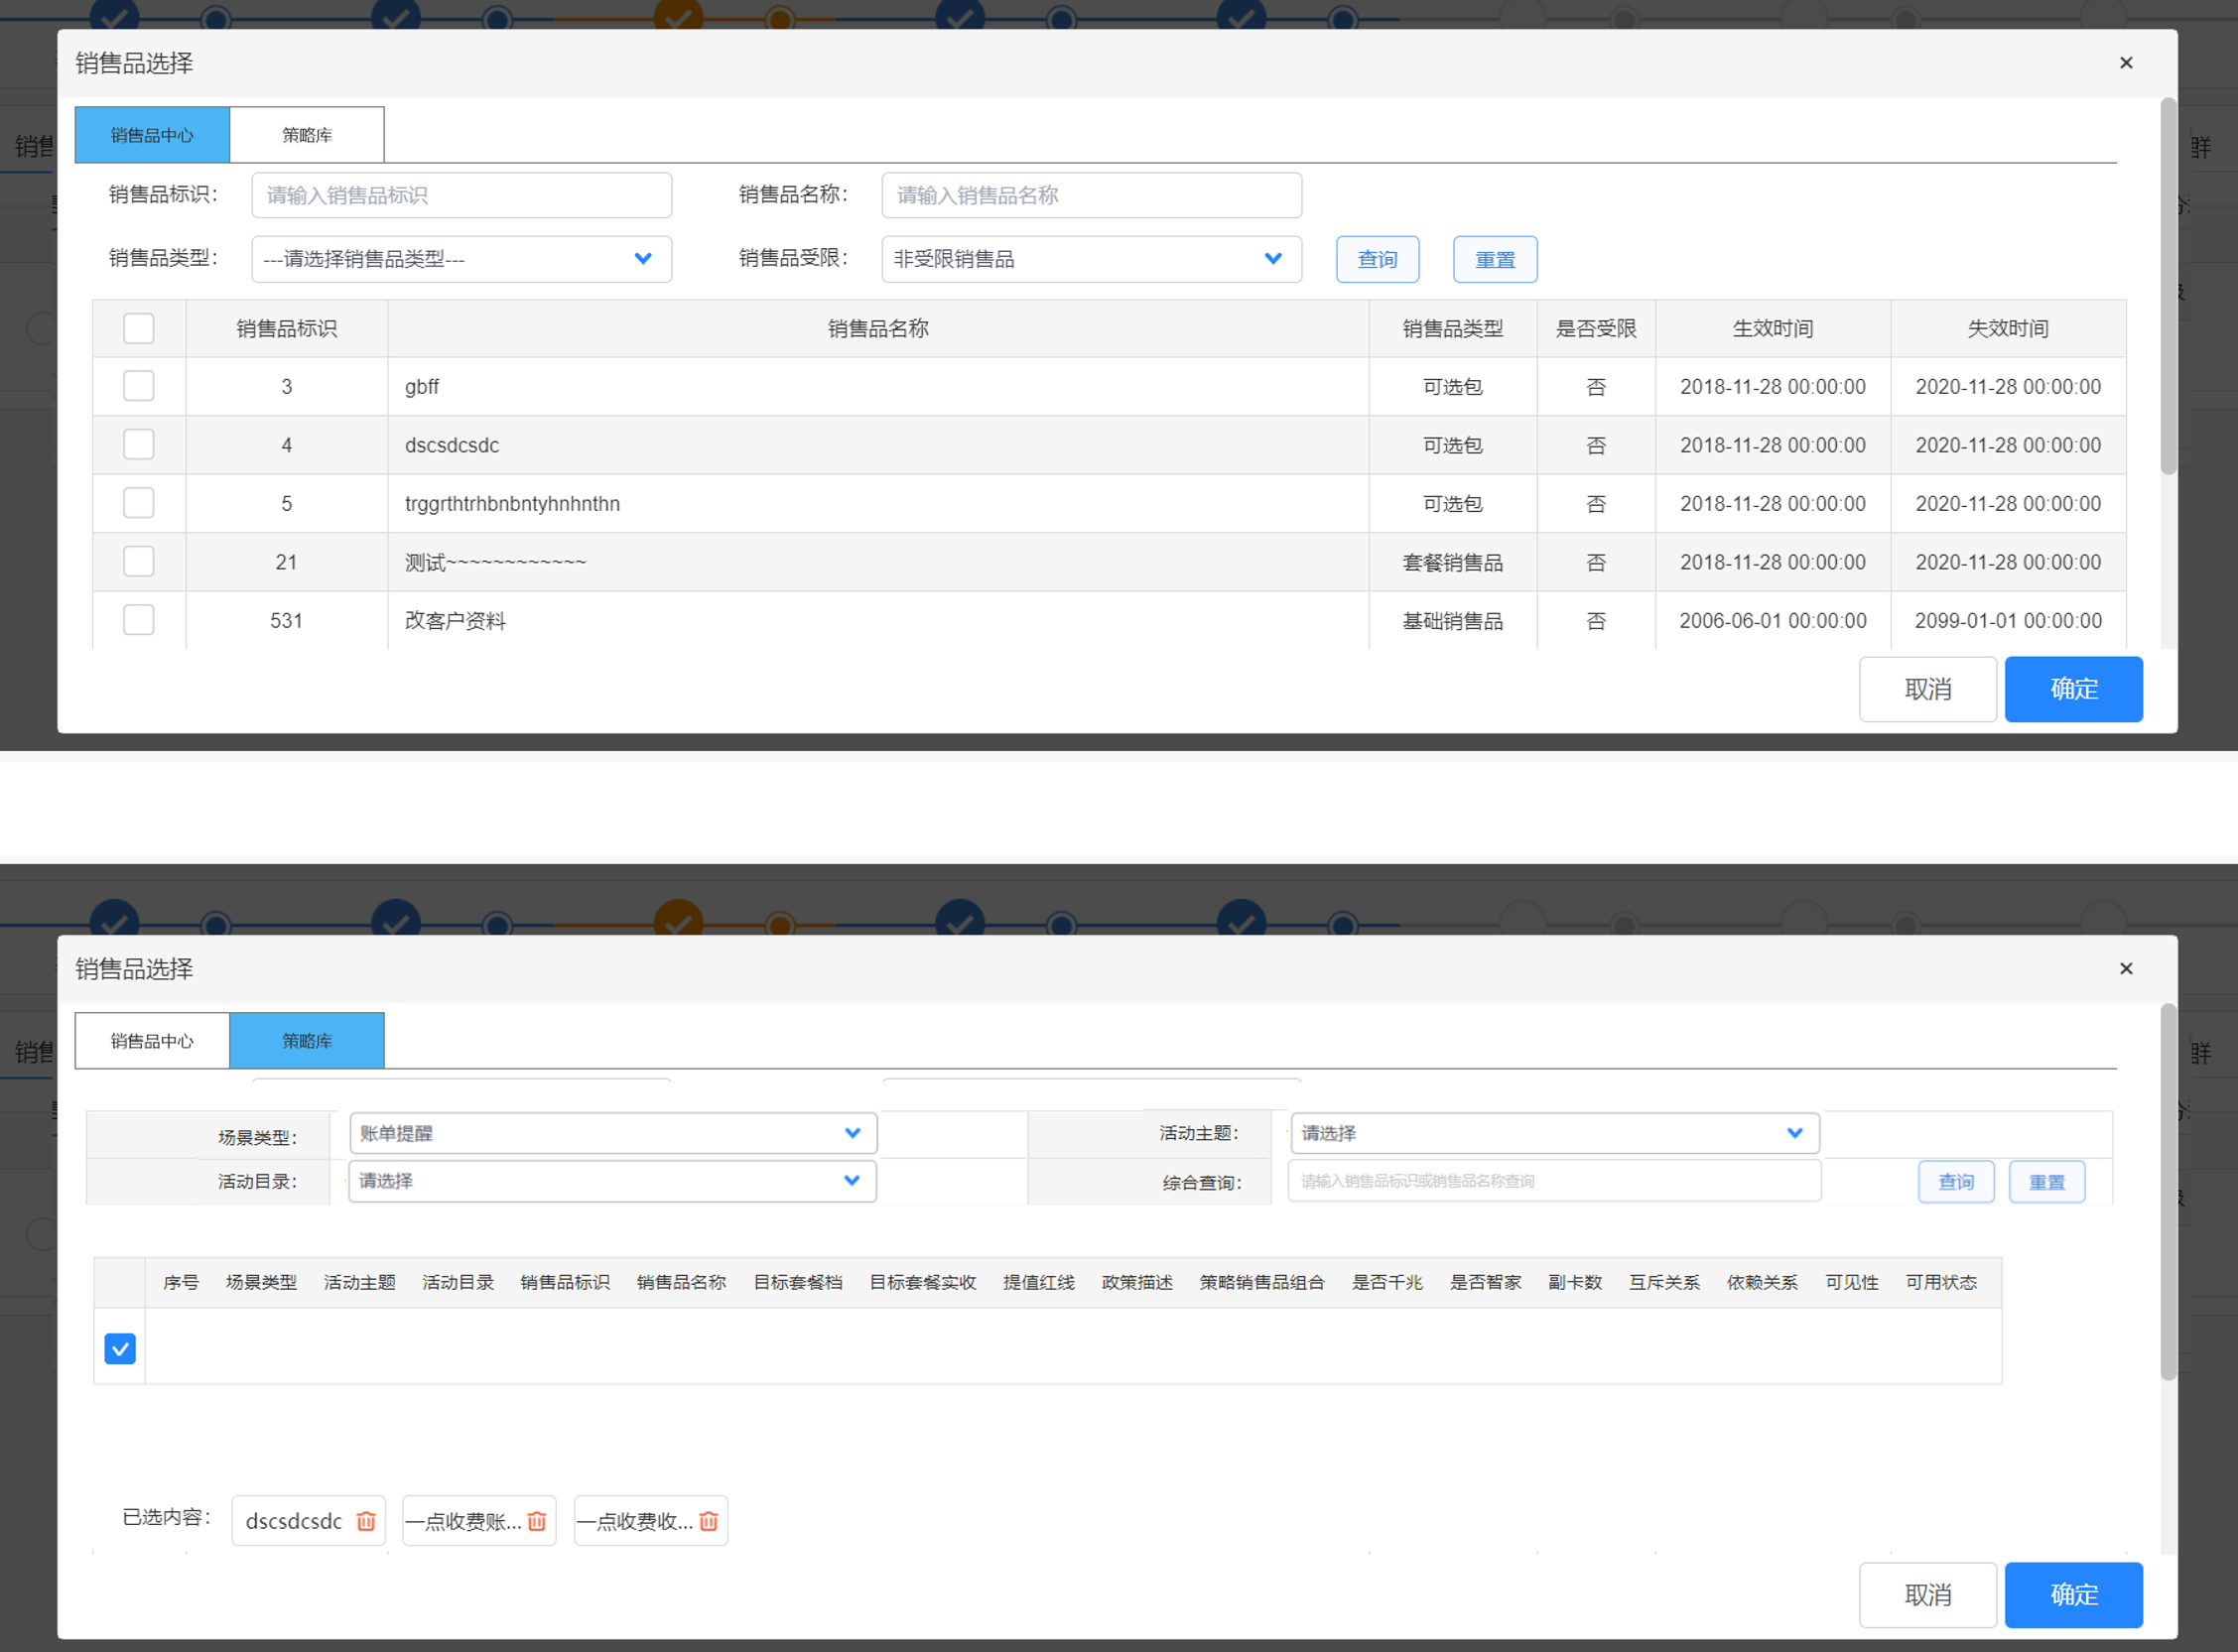 销售品选择 ×
销售品中心 策略库
销售 群
销售品标识: 请输入销售品标识 销售品名称: 请输入销售品名称
销售品类型: ---请选择销售品类型--- 销售品受限: 非受限销售品 查询 重置
销售品标识 销售品名称 销售品类型 是否受限 生效时间 失效时间
3 gbff 可选包 否 2018-11-28 00:00:00 2020-11-28 00:00:00
4 dscsdcsdc 可选包 否 2018-11-28 00:00:00 2020-11-28 00:00:00
5 trggrthtrhbnbntyhnhnthn 可选包 否 2018-11-28 00:00:00 2020-11-28 00:00:00
21 测试~~~~~~~~~~~~ 套餐销售品 否 2018-11-28 00:00:00 2020-11-28 00:00:00
531 改客户资料 基础销售品 否 2006-06-01 00:00:00 2099-01-01 00:00:00
取消 确定
销售品选择 ×
销售品中心 策略库
销售 群
场景类型: 账单提醒 活动主题: 请选择
活动目录: 请选择 综合查询: 请输入销售品标识或销售品名称查询 查询 重置
序号 场景类型 活动主题 活动目录 销售品标识 销售品名称 目标套餐档 目标套餐实收 提值红线 政策描述 策略销售品组合 是否千兆 是否智家 副卡数 互斥关系 依赖关系 可见性 可用状态
已选内容: dscsdcsdc 一点收费账... 一点收费收...
取消 确定